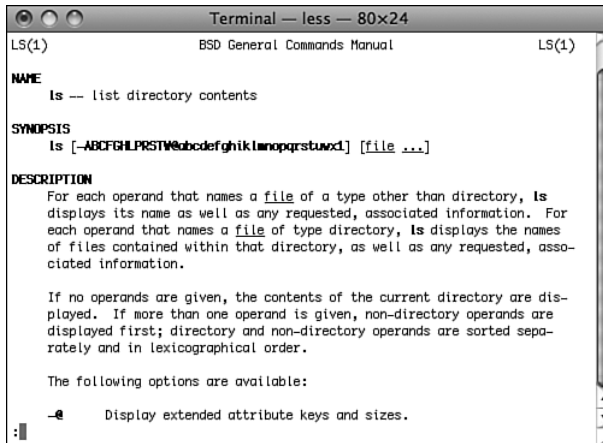 Terminal — less — 80×24
LS(1) BSD General Commands Manual LS(1)
NAME
ls -- list directory contents
SYNOPSIS
ls [-ABCFGHLPRSTW@abcdefghiklmnopqrstuwx1] [file ...]
DESCRIPTION
For each operand that names a file of a type other than directory, ls
displays its name as well as any requested, associated information. For
each operand that names a file of type directory, ls displays the names
of files contained within that directory, as well as any requested, asso-
ciated information.
If no operands are given, the contents of the current directory are dis-
played. If more than one operand is given, non-directory operands are
displayed first; directory and non-directory operands are sorted sepa-
rately and in lexicographical order.
The following options are available:
-@ Display extended attribute keys and sizes.
: